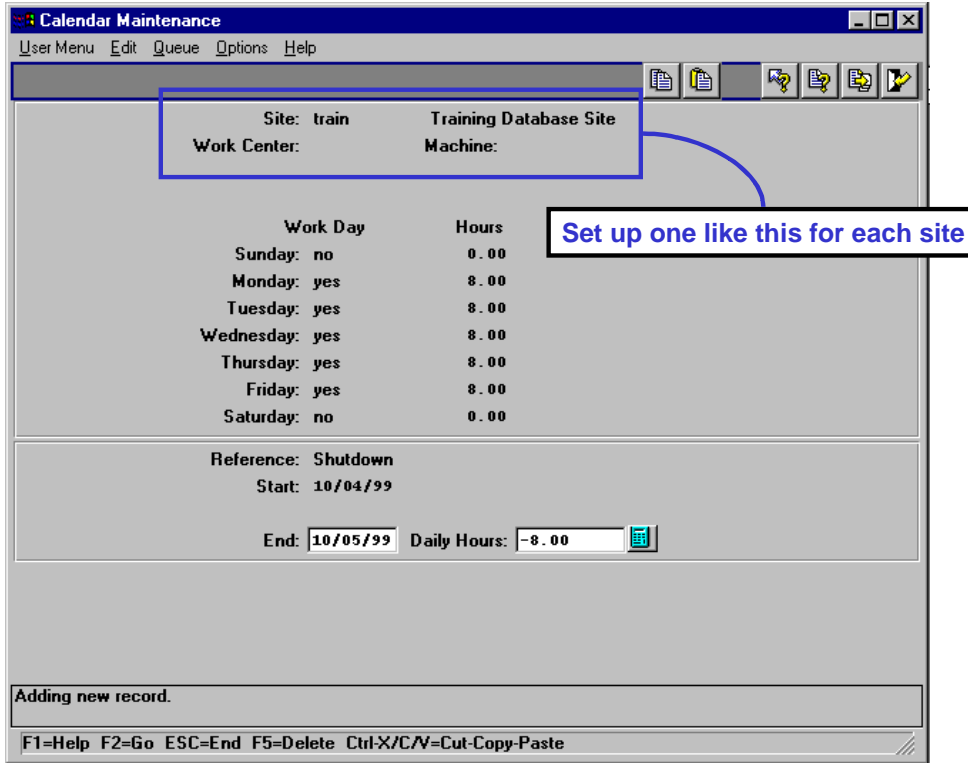 Calendar Maintenance
User Menu Edit Queue Options Help
Site: train Training Database Site
Work Center: Machine:
Set up one like this for each site
Work Day Hours
Sunday: no 0.00
Monday: yes 8.00
Tuesday: yes 8.00
Wednesday: yes 8.00
Thursday: yes 8.00
Friday: yes 8.00
Saturday: no 0.00
Reference: Shutdown
Start: 10/04/99
End: 10/05/99 Daily Hours: -8.00
Adding new record.
F1=Help F2=Go ESC=End F5=Delete Ctrl-X/C/V=Cut-Copy-Paste